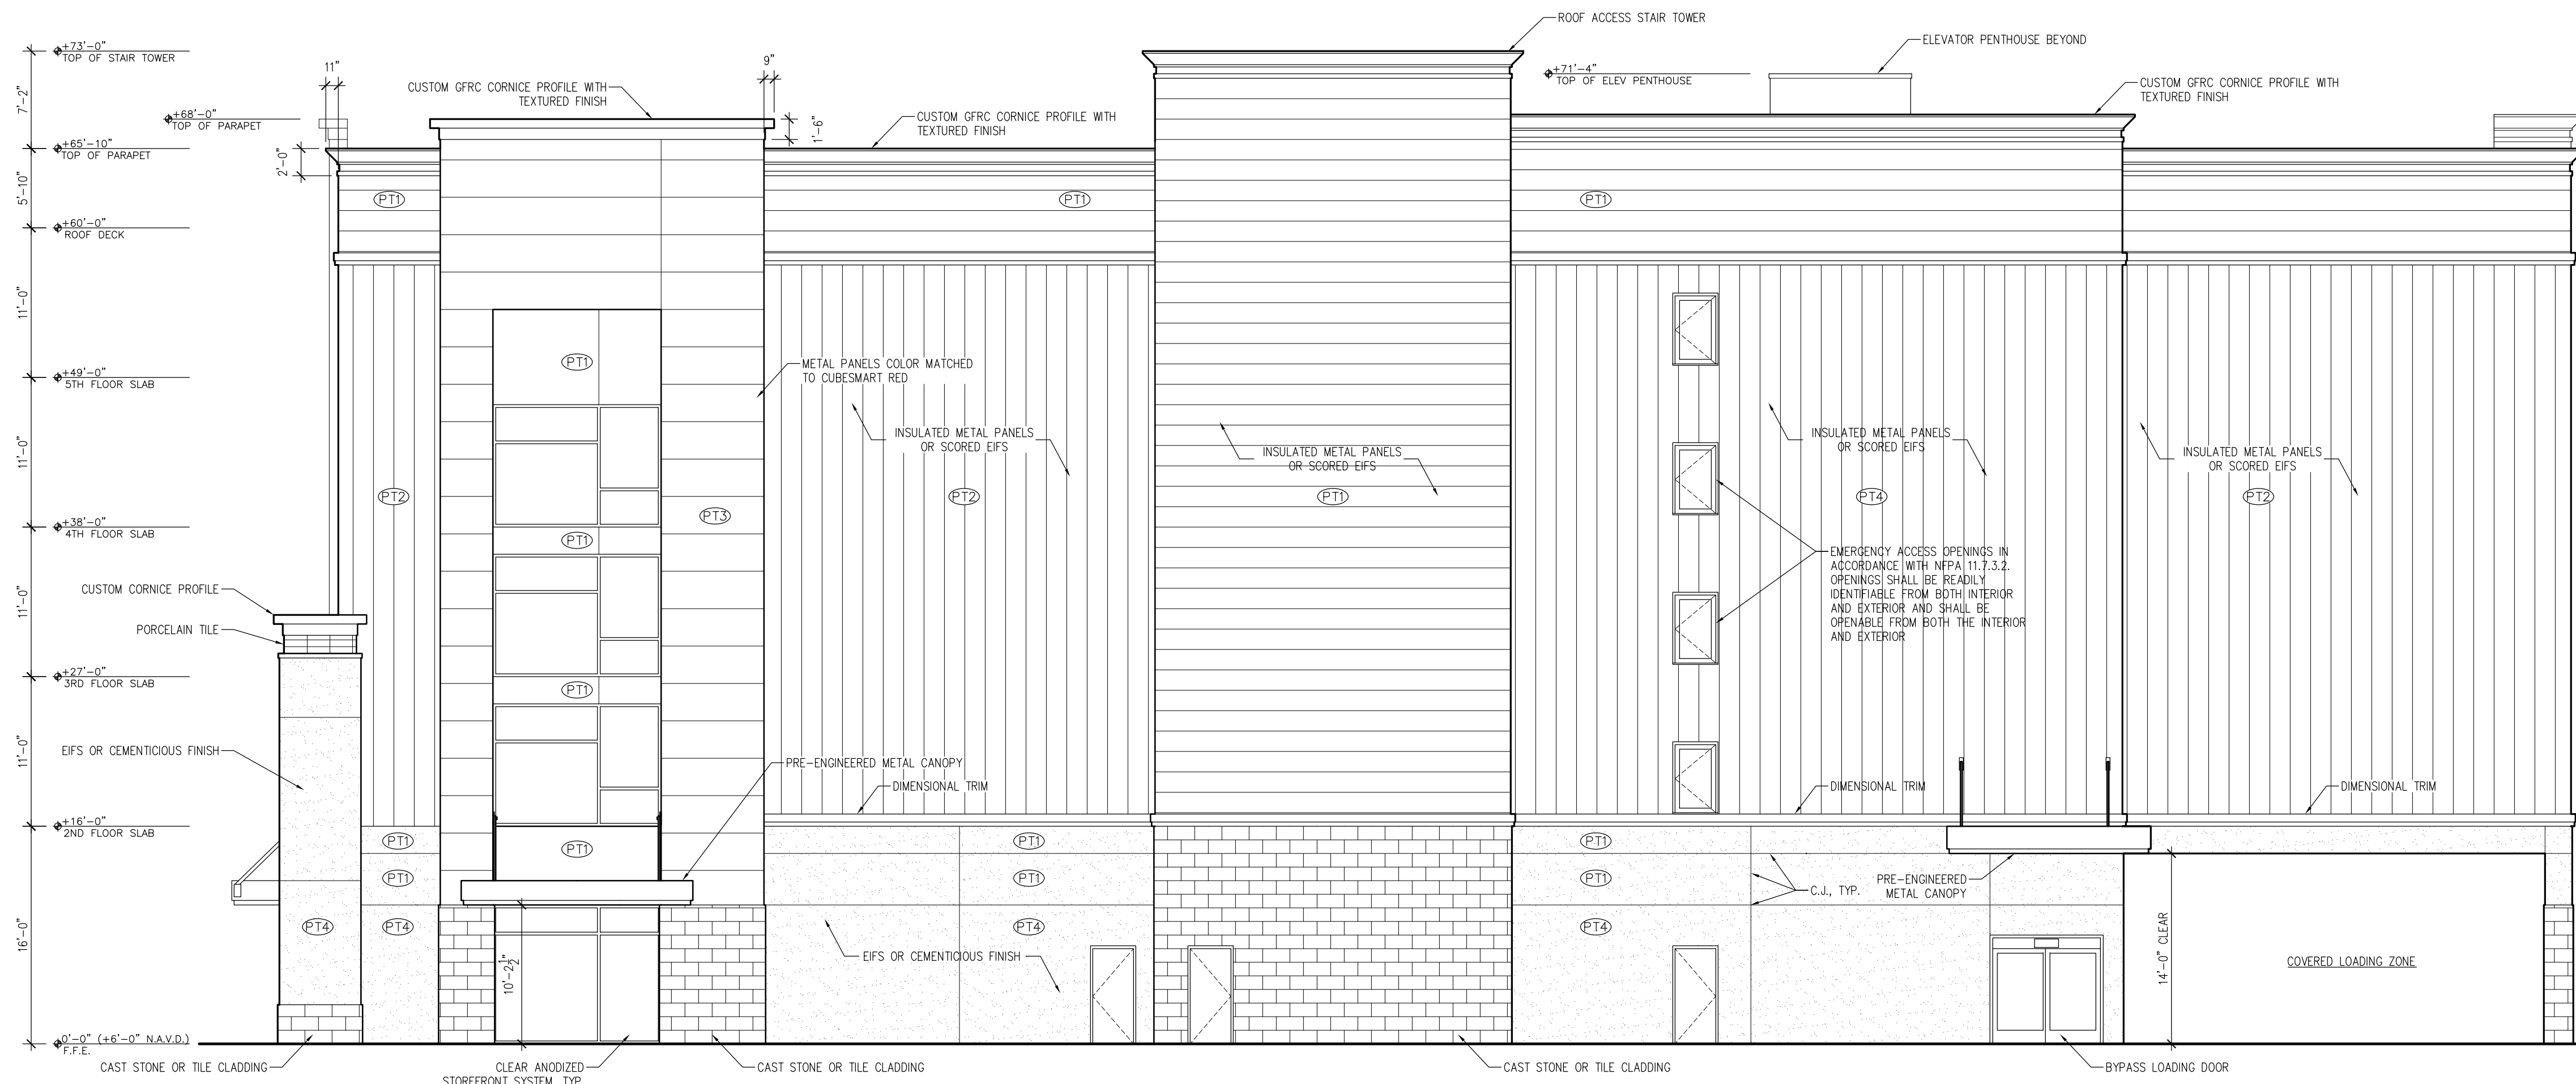 ROOF ACCESS STAIR TOWER
ELEVATOR PENTHOUSE BEYOND
+73'-0"
TOP OF STAIR TOWER
11"
9"
+71'-4"
TOP OF ELEV PENTHOUSE
7'-2"
CUSTOM GFRC CORNICE PROFILE WITH
TEXTURED FINISH
CUSTOM GFRC CORNICE PROFILE WITH
TEXTURED FINISH
CUSTOM GFRC CORNICE PROFILE WITH
TEXTURED FINISH
+68'-0"
TOP OF PARAPET
1'-6"
+65'-10"
TOP OF PARAPET
2'-0"
5'-10"
PT1
PT1
PT1
+60'-0"
ROOF DECK
11'-0"
PT1
METAL PANELS COLOR MATCHED
TO CUBESMART RED
+49'-0"
5TH FLOOR SLAB
11'-0"
INSULATED METAL PANELS
OR SCORED EIFS
INSULATED METAL PANELS
OR SCORED EIFS
INSULATED METAL PANELS
OR SCORED EIFS
INSULATED METAL PANELS
OR SCORED EIFS
PT2
PT3
PT2
PT1
PT4
PT2
+38'-0"
4TH FLOOR SLAB
PT1
EMERGENCY ACCESS OPENINGS IN
ACCORDANCE WITH NFPA 11.7.3.2.
OPENINGS SHALL BE READILY
IDENTIFIABLE FROM BOTH INTERIOR
AND EXTERIOR AND SHALL BE
OPENABLE FROM BOTH THE INTERIOR
AND EXTERIOR
11'-0"
CUSTOM CORNICE PROFILE
PORCELAIN TILE
+27'-0"
3RD FLOOR SLAB
PT1
11'-0"
EIFS OR CEMENTICIOUS FINISH
PRE-ENGINEERED METAL CANOPY
DIMENSIONAL TRIM
DIMENSIONAL TRIM
DIMENSIONAL TRIM
+16'-0"
2ND FLOOR SLAB
PT1
PT1
PT1
PT1
PT1
PT1
PT1
C.J., TYP.
PRE-ENGINEERED
METAL CANOPY
16'-0"
PT4
PT4
PT4
PT4
10'-2 1/2"
EIFS OR CEMENTICIOUS FINISH
14'-0" CLEAR
COVERED LOADING ZONE
0'-0" (+6'-0" N.A.V.D.)
F.F.E.
CAST STONE OR TILE CLADDING
CLEAR ANODIZED
STOREFRONT SYSTEM, TYP.
CAST STONE OR TILE CLADDING
CAST STONE OR TILE CLADDING
BYPASS LOADING DOOR